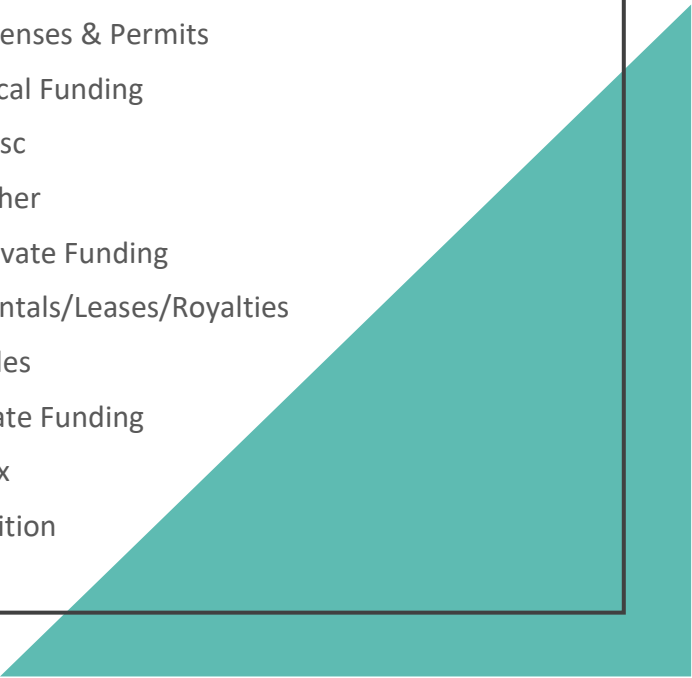 enses & Permits
cal Funding
sc
her
vate Funding
ntals/Leases/Royalties
les
ate Funding
x
ition